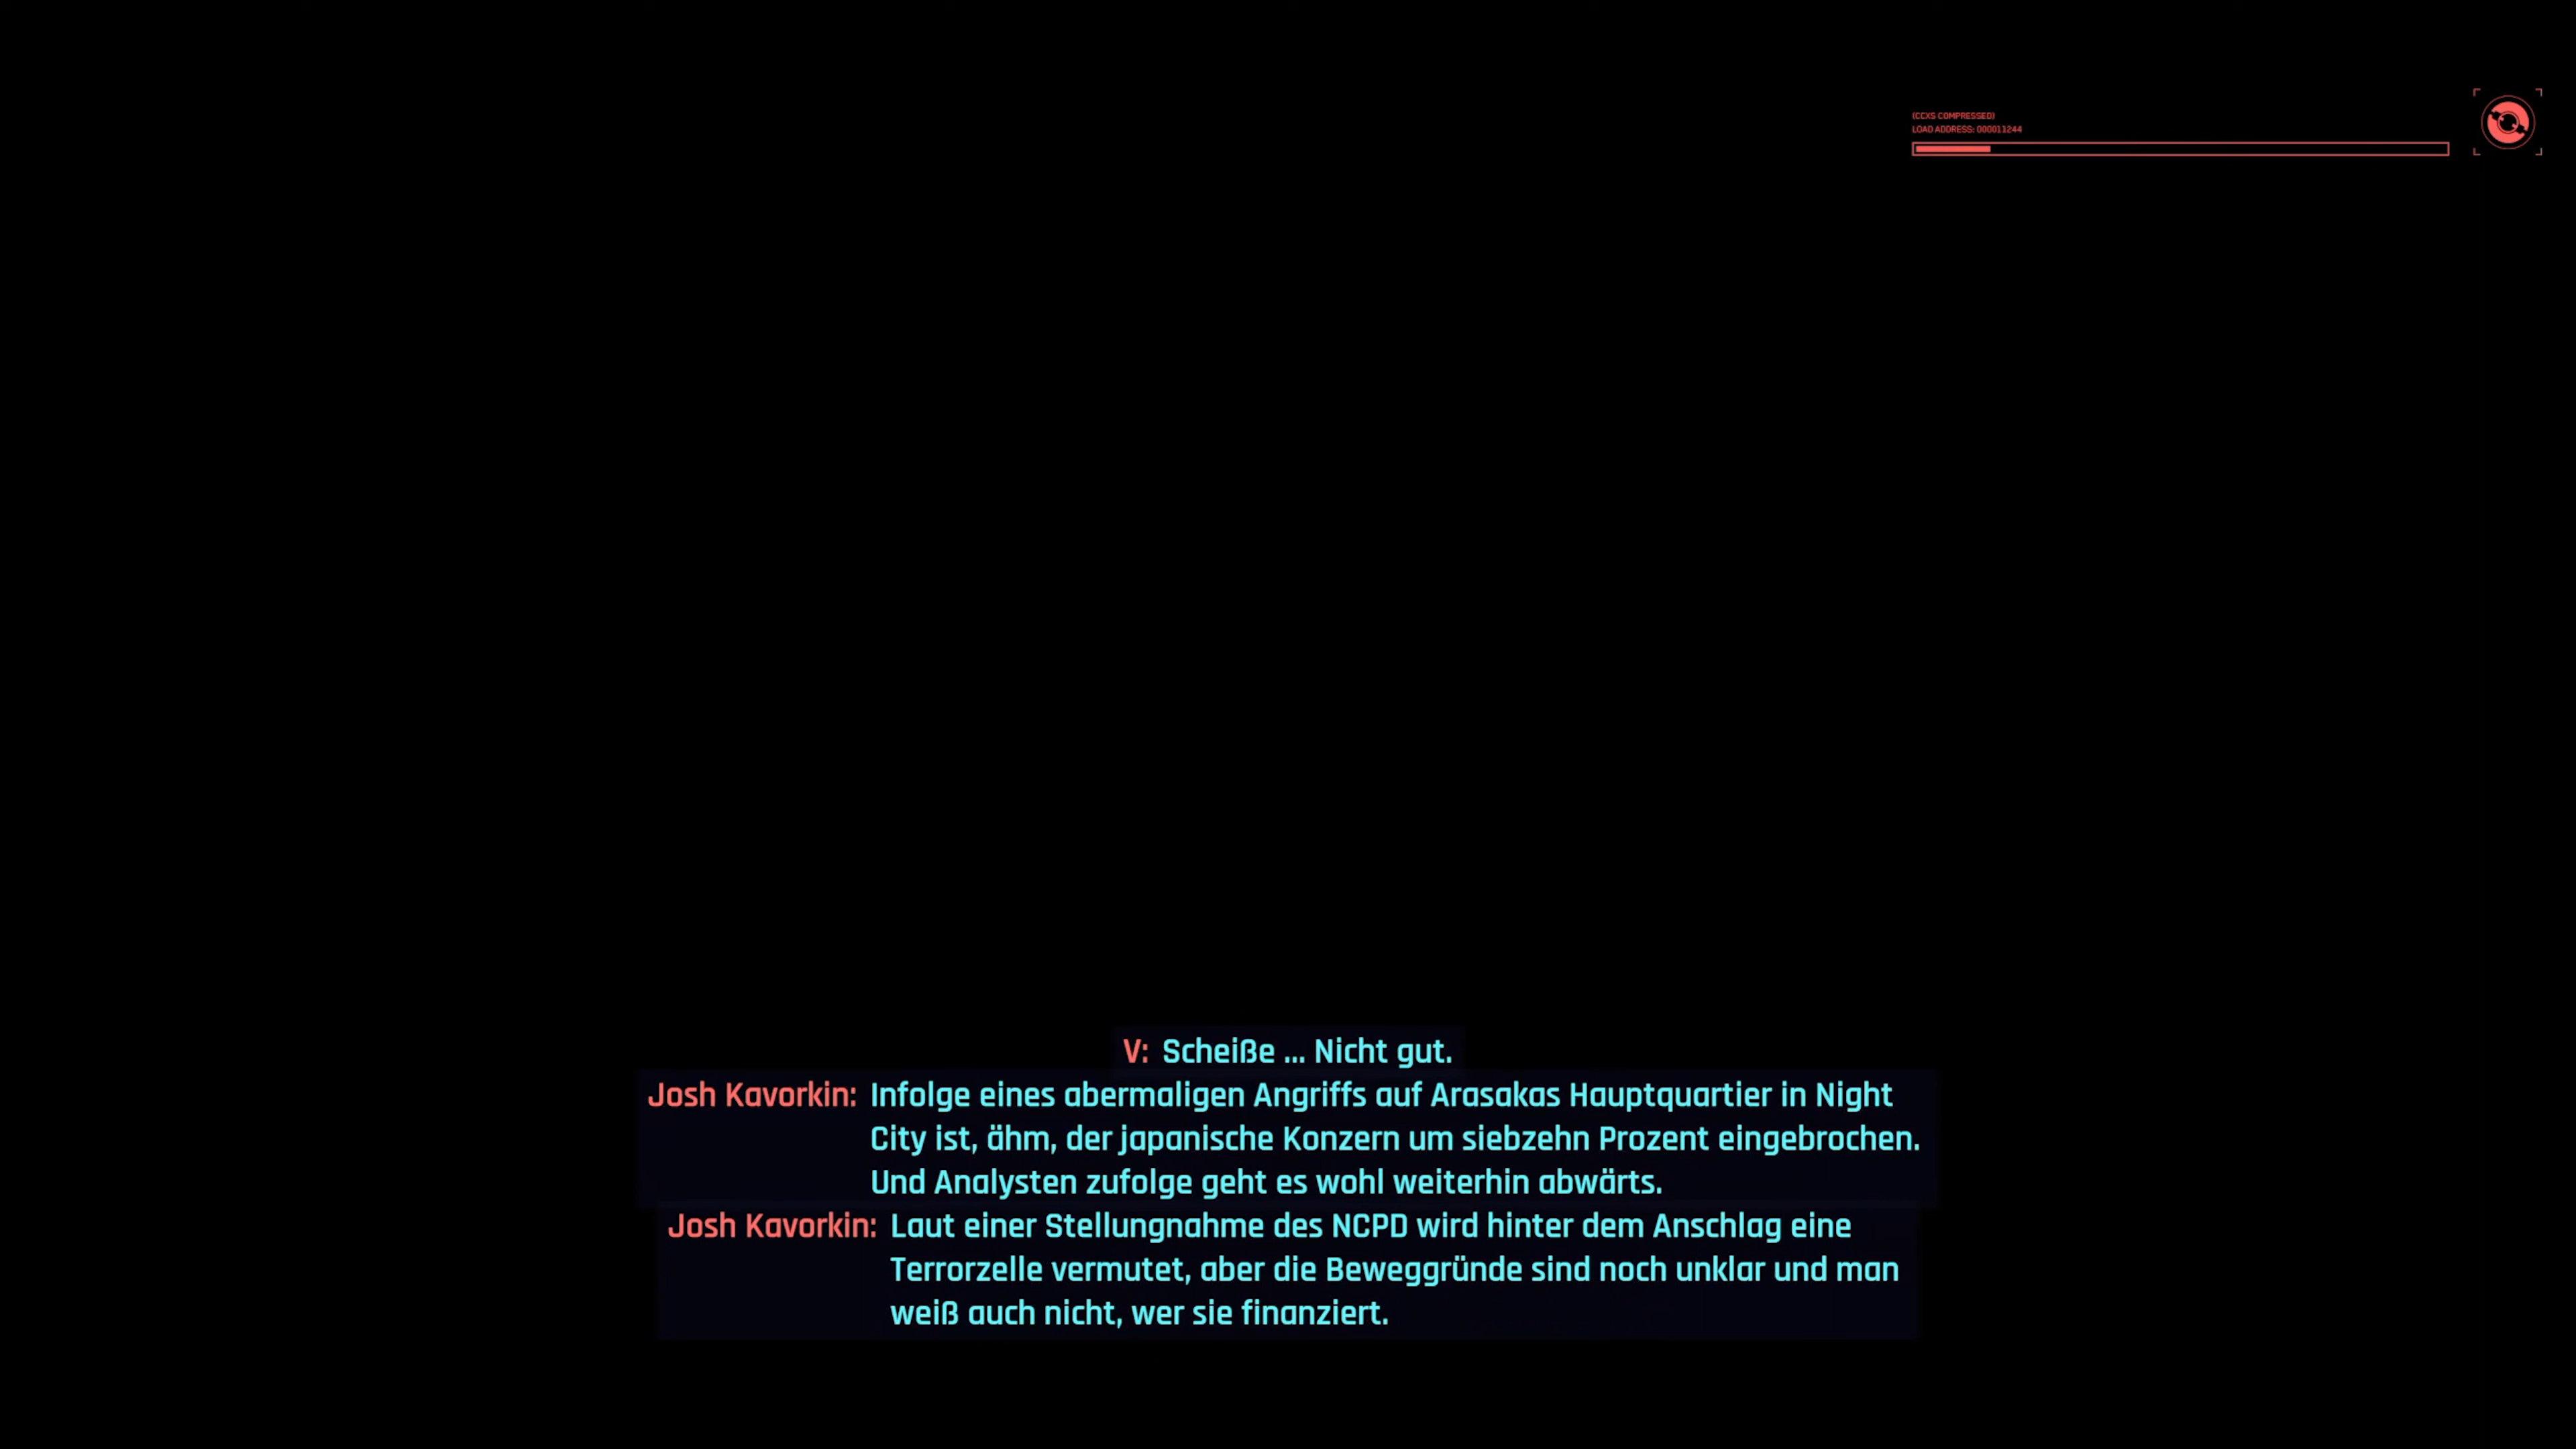 (CCXS COMPRESSED)
LOAD ADDRESS: 000011244
V: Scheiße ... Nicht gut.
Josh Kavorkin: Infolge eines abermaligen Angriffs auf Arasakas Hauptquartier in Night
City ist, ähm, der japanische Konzern um siebzehn Prozent eingebrochen.
Und Analysten zufolge geht es wohl weiterhin abwärts.
Josh Kavorkin: Laut einer Stellungnahme des NCPD wird hinter dem Anschlag eine
Terrorzelle vermutet, aber die Beweggründe sind noch unklar und man
weiß auch nicht, wer sie finanziert.